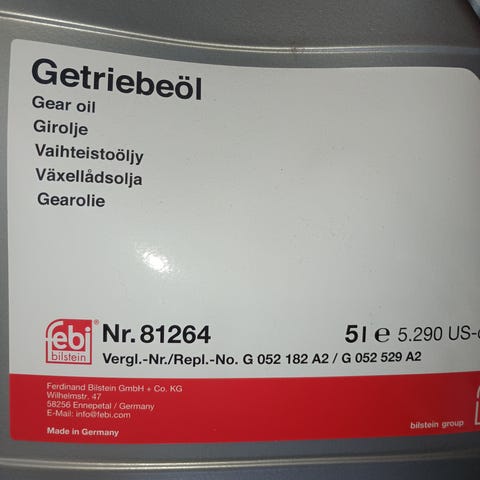 Getriebeöl
Gear oil
Girolje
Vaihteistoöljy
Växellådsolja
Gearolie
febi®
bilstein
Nr. 81264
5 l e 5.290 US-
Vergl.-Nr./Repl.-No. G 052 182 A2 / G 052 529 A2
Ferdinand Bilstein GmbH + Co. KG
Wilhelmstr. 47
58256 Ennepetal / Germany
E-Mail: info@febi.com
Made in Germany
bilstein group